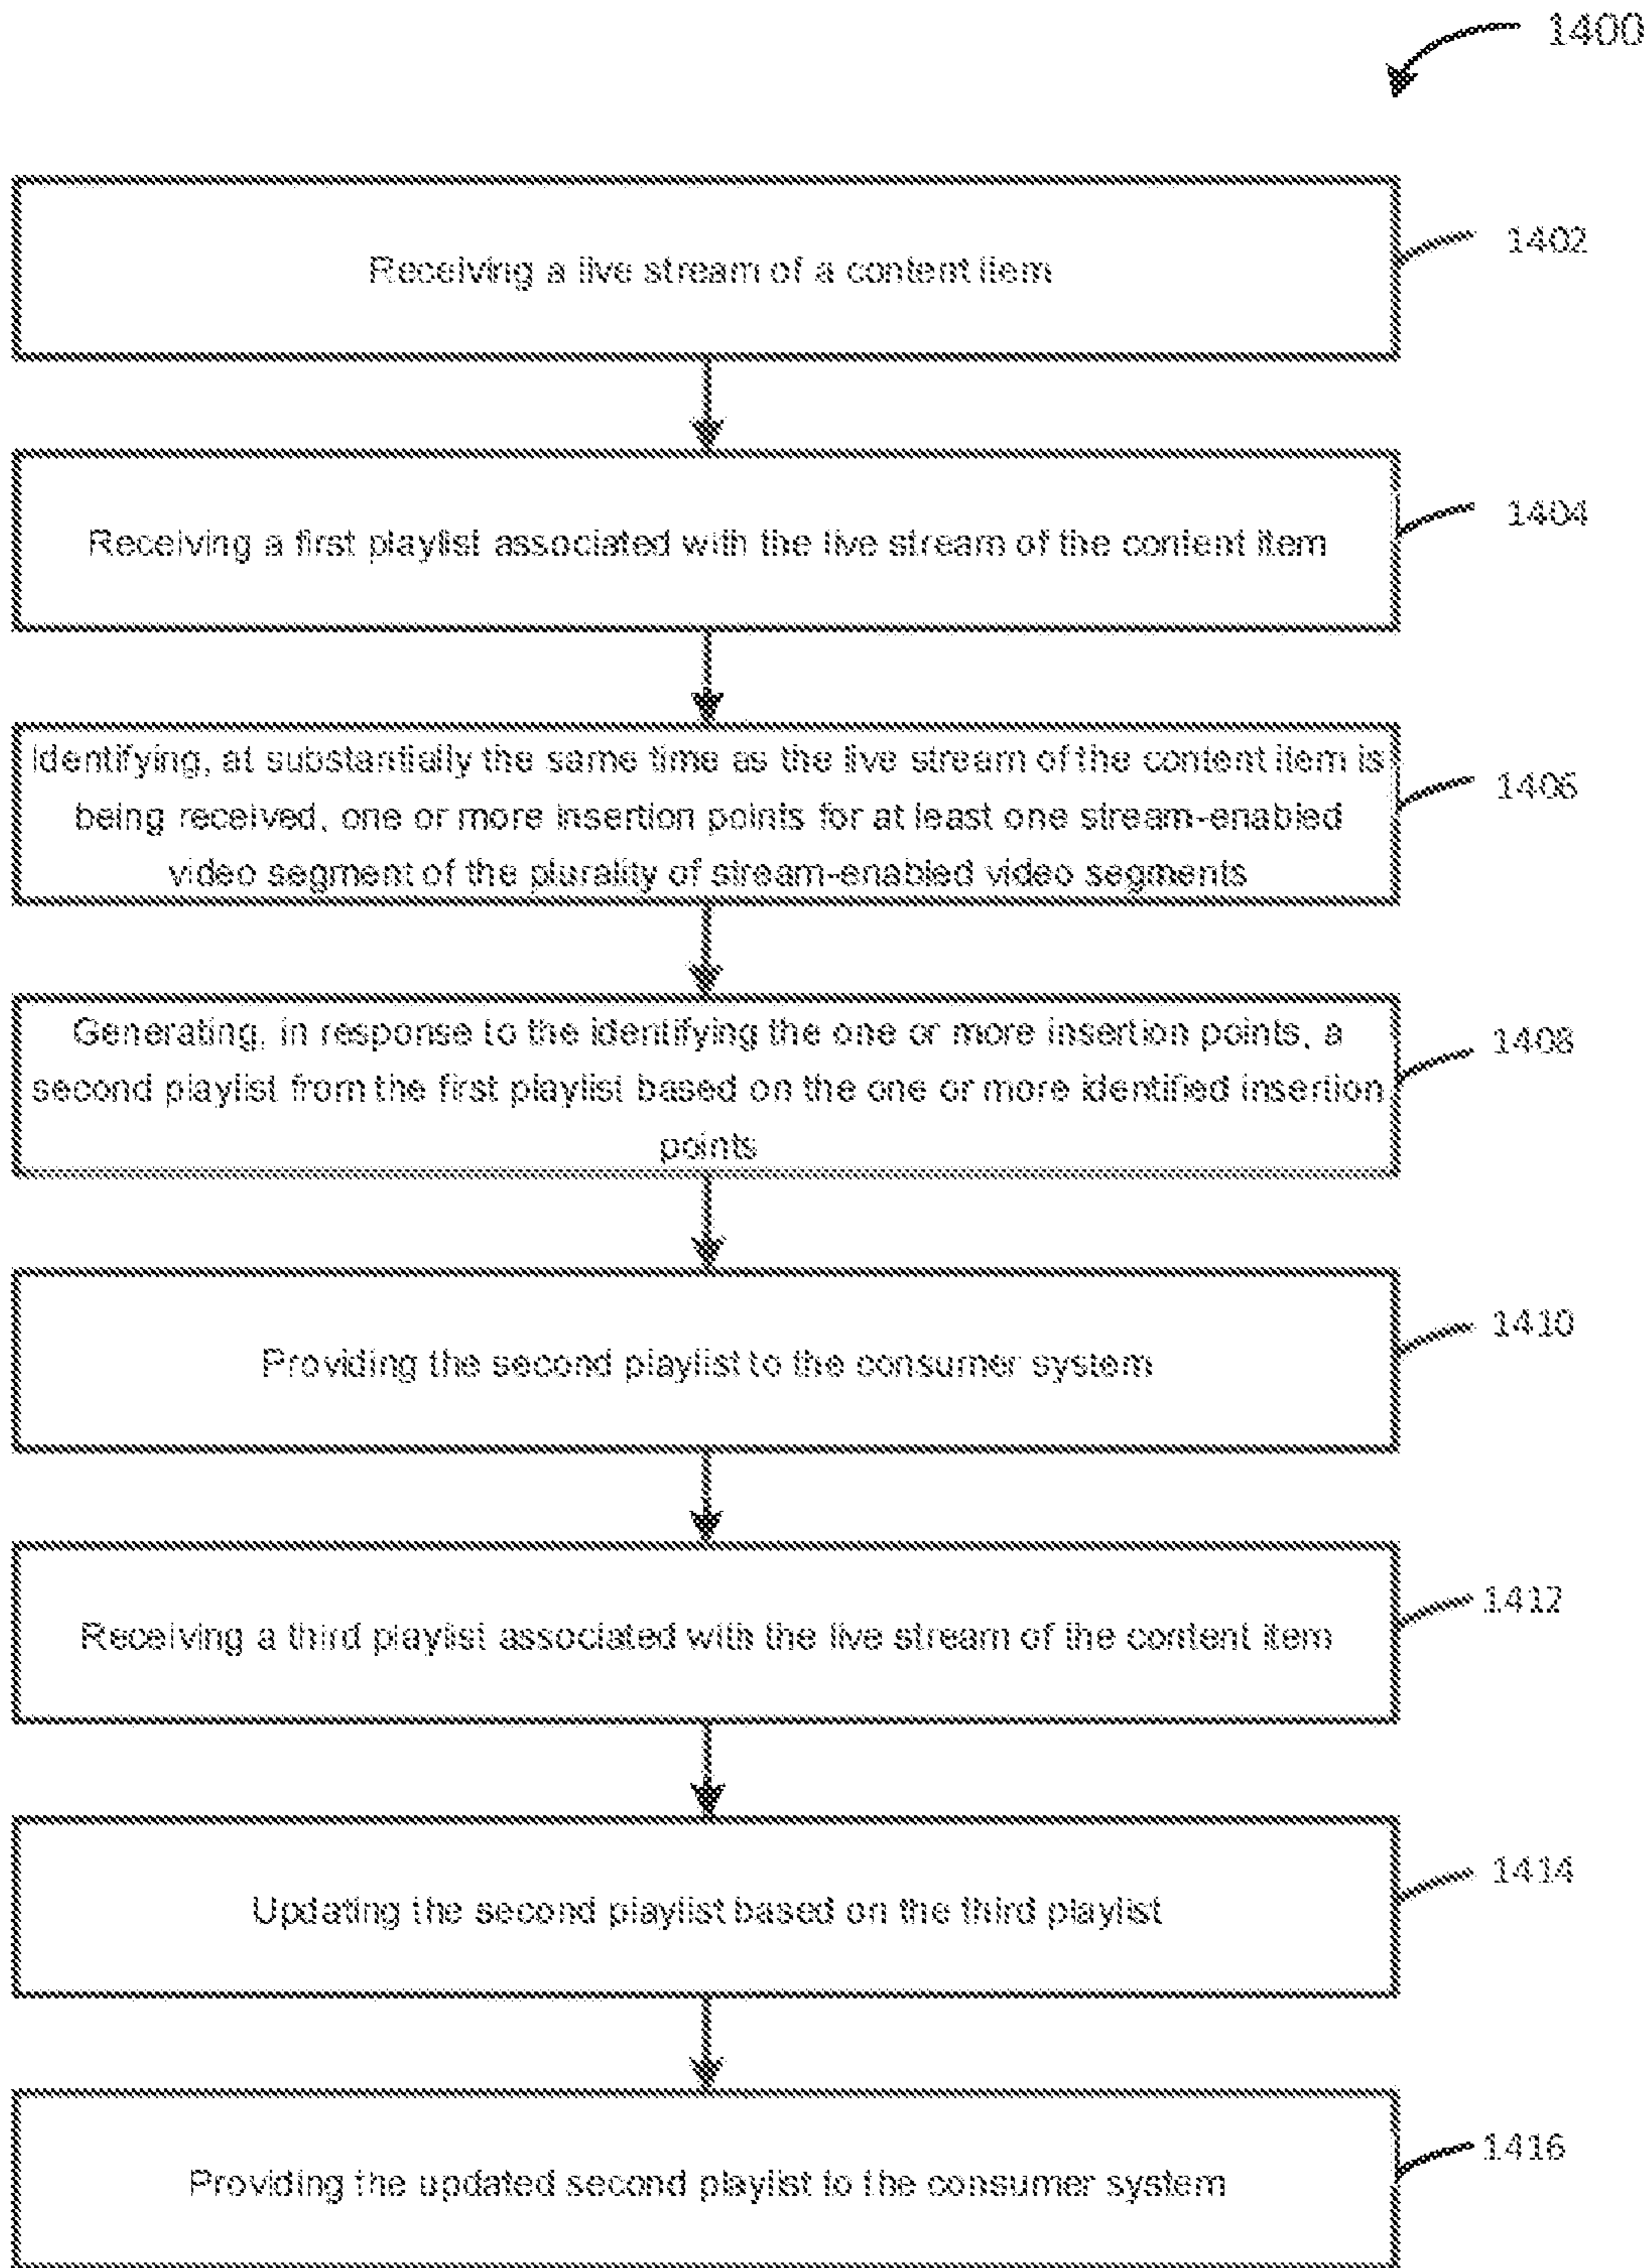 1400
Receiving a live stream of a content item
1402
Receiving a first playlist associated with the live stream of the content item
1404
Identifying, at substantially the same time as the live stream of the content item is
being received, one or more insertion points for at least one stream-enabled
video segment of the plurality of stream-enabled video segments
1406
Generating, in response to the identifying the one or more insertion points, a
second playlist from the first playlist based on the one or more identified insertion
points
1408
Providing the second playlist to the consumer system
1410
Receiving a third playlist associated with the live stream of the content item
1412
Updating the second playlist based on the third playlist
1414
Providing the updated second playlist to the consumer system
1416